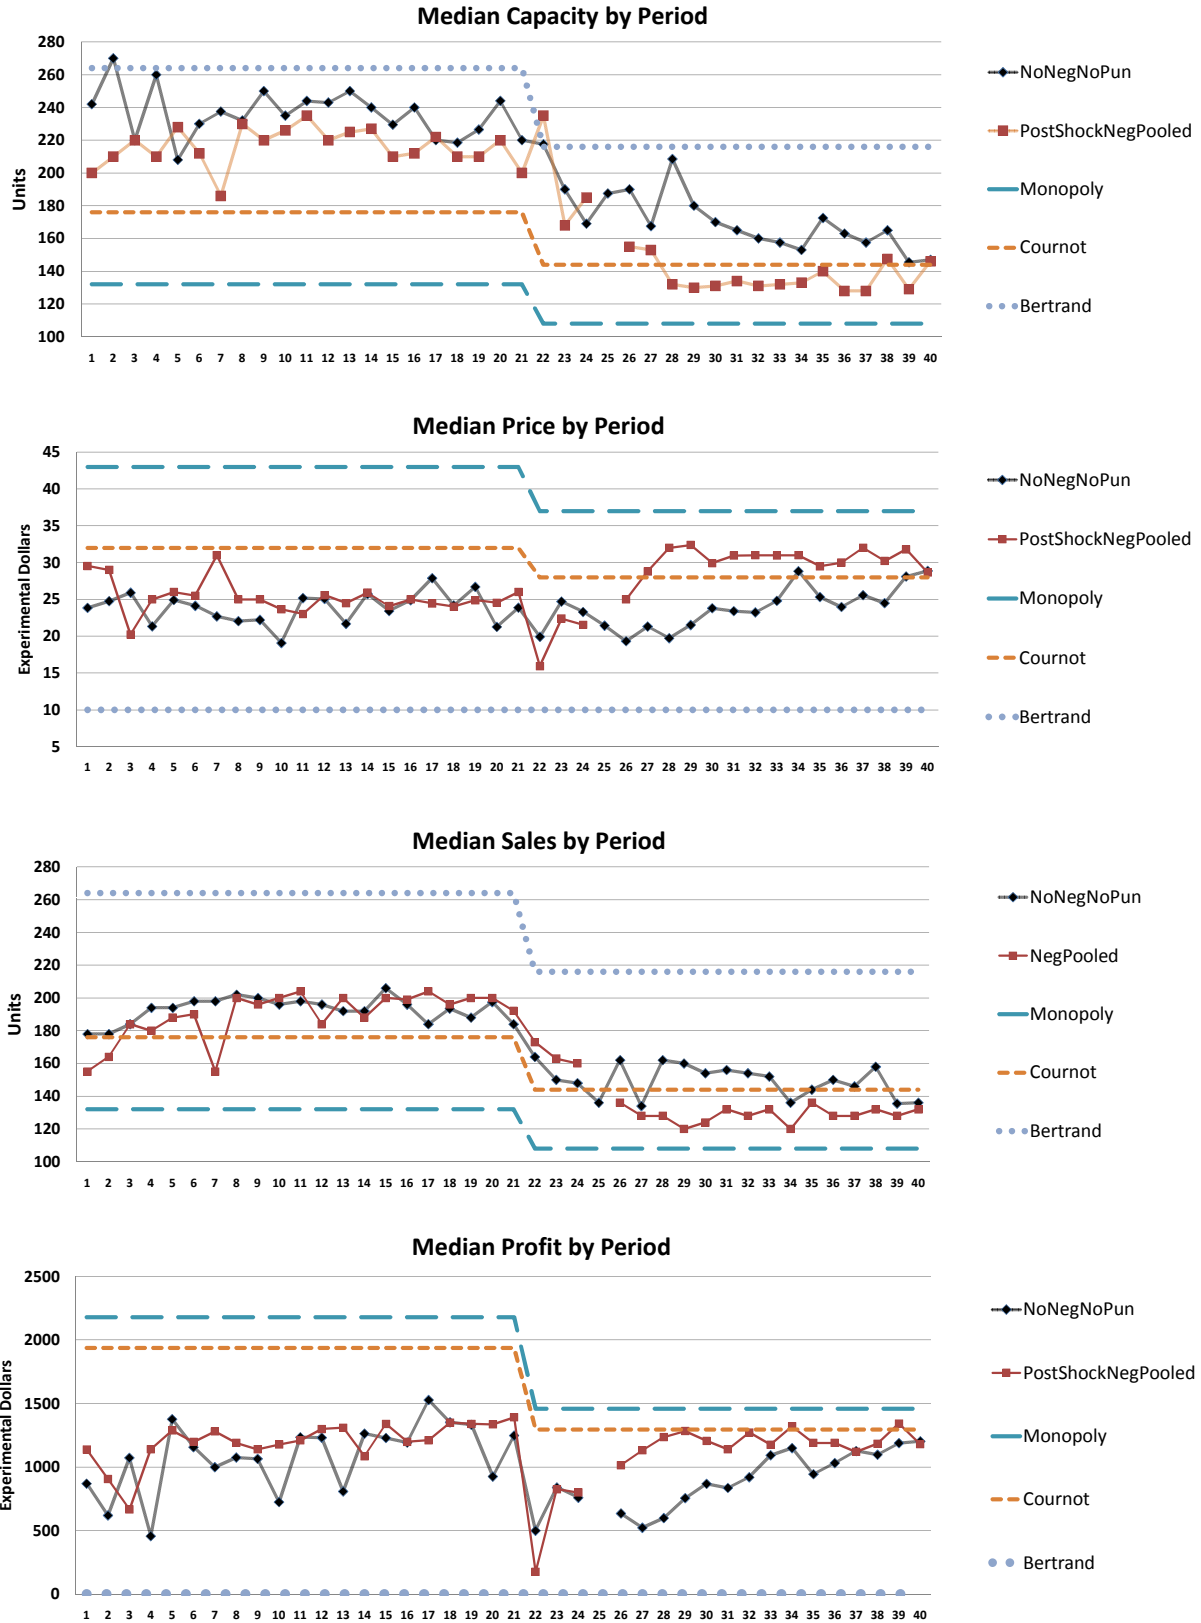 Median Capacity by Period
280
260
240
220
200
180
160
140
120
100
Units
1 2 3 4 5 6 7 8 9 10 11 12 13 14 15 16 17 18 19 20 21 22 23 24 25 26 27 28 29 30 31 32 33 34 35 36 37 38 39 40
NoNegNoPun
PostShockNegPooled
Monopoly
Cournot
Bertrand
Median Price by Period
45
40
35
30
25
20
15
10
5
Experimental Dollars
1 2 3 4 5 6 7 8 9 10 11 12 13 14 15 16 17 18 19 20 21 22 23 24 25 26 27 28 29 30 31 32 33 34 35 36 37 38 39 40
NoNegNoPun
PostShockNegPooled
Monopoly
Cournot
Bertrand
Median Sales by Period
280
260
240
220
200
180
160
140
120
100
Units
1 2 3 4 5 6 7 8 9 10 11 12 13 14 15 16 17 18 19 20 21 22 23 24 25 26 27 28 29 30 31 32 33 34 35 36 37 38 39 40
NoNegNoPun
NegPooled
Monopoly
Cournot
Bertrand
Median Profit by Period
2500
2000
1500
1000
500
0
Experimental Dollars
1 2 3 4 5 6 7 8 9 10 11 12 13 14 15 16 17 18 19 20 21 22 23 24 25 26 27 28 29 30 31 32 33 34 35 36 37 38 39 40
NoNegNoPun
PostShockNegPooled
Monopoly
Cournot
Bertrand